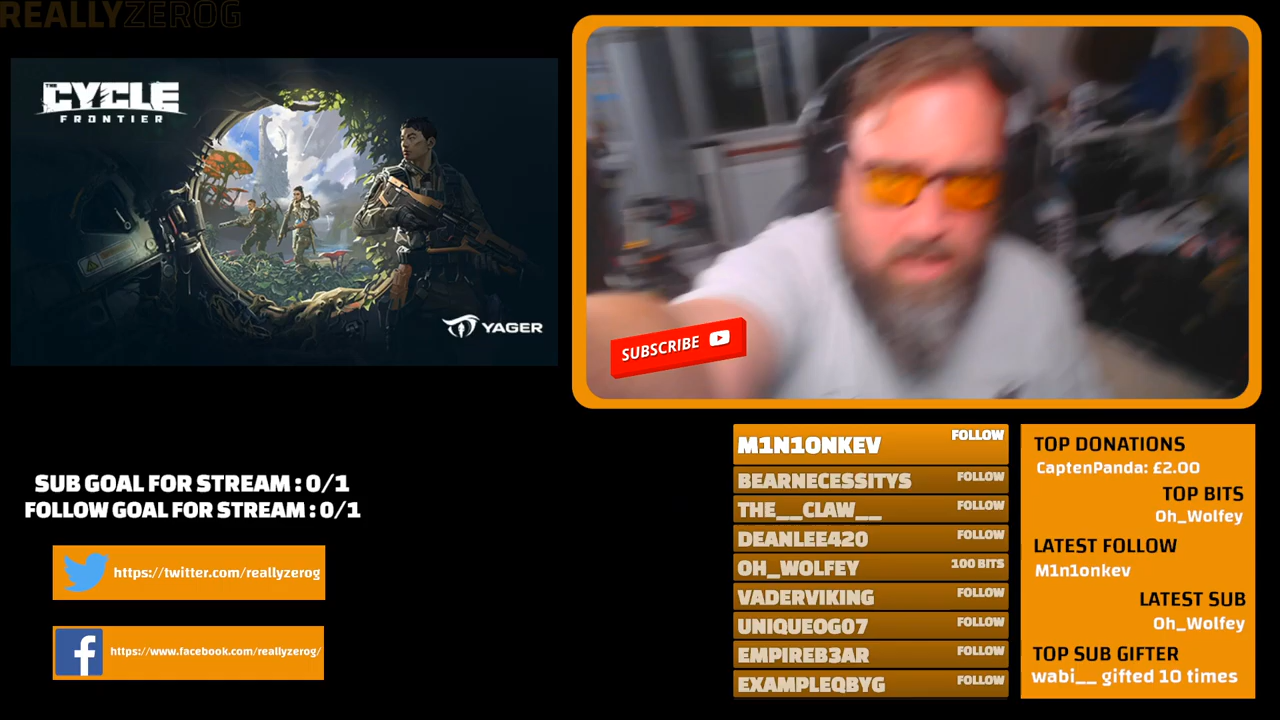 REALLYZEROG
THE
CYCLE
FRONTIER
YAGER
SUBSCRIBE
SUB GOAL FOR STREAM : 0/1
FOLLOW GOAL FOR STREAM : 0/1
https://twitter.com/reallyzerog
https://www.facebook.com/reallyzerog/
M1N1ONKEV FOLLOW
BEARNECESSITYS FOLLOW
THE__CLAW__ FOLLOW
DEANLEE420 FOLLOW
OH_WOLFEY 100 BITS
VADERVIKING FOLLOW
UNIQUEOG07 FOLLOW
EMPIREB3AR FOLLOW
EXAMPLEQBYG FOLLOW
TOP DONATIONS
CaptenPanda: £2.00
TOP BITS
Oh_Wolfey
LATEST FOLLOW
M1n1onkev
LATEST SUB
Oh_Wolfey
TOP SUB GIFTER
wabi__ gifted 10 times